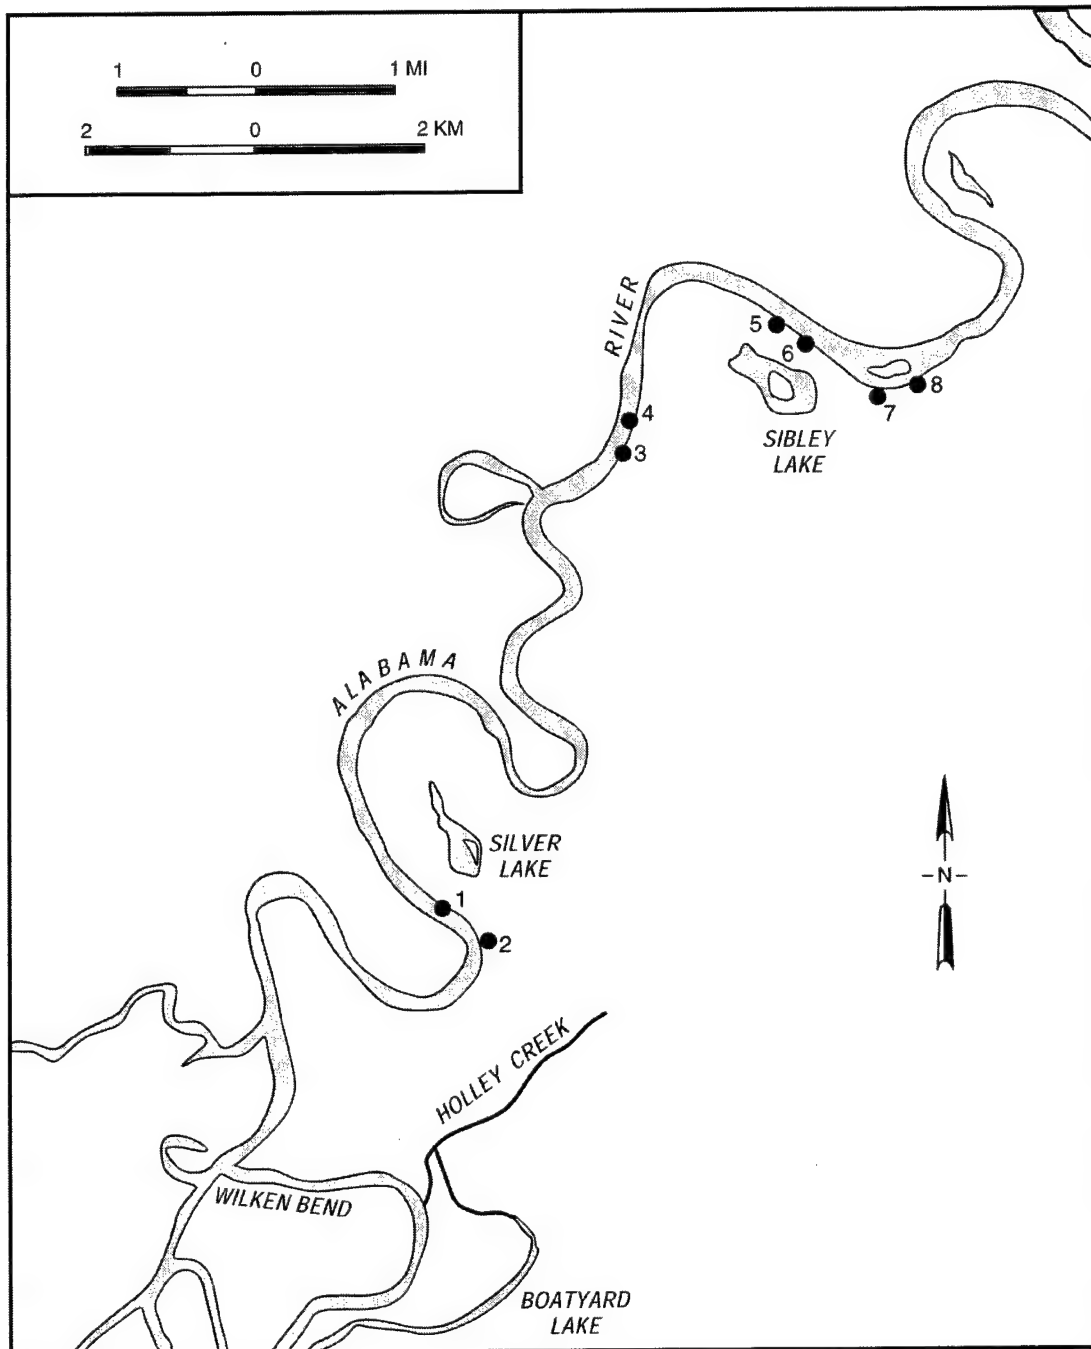 1 0 1 MI
2 0 2 KM
RIVER
5
6
7
8
4
3
SIBLEY
LAKE
ALABAMA
SILVER
LAKE
-N-
1
2
HOLLEY CREEK
WILKEN BEND
BOATYARD
LAKE